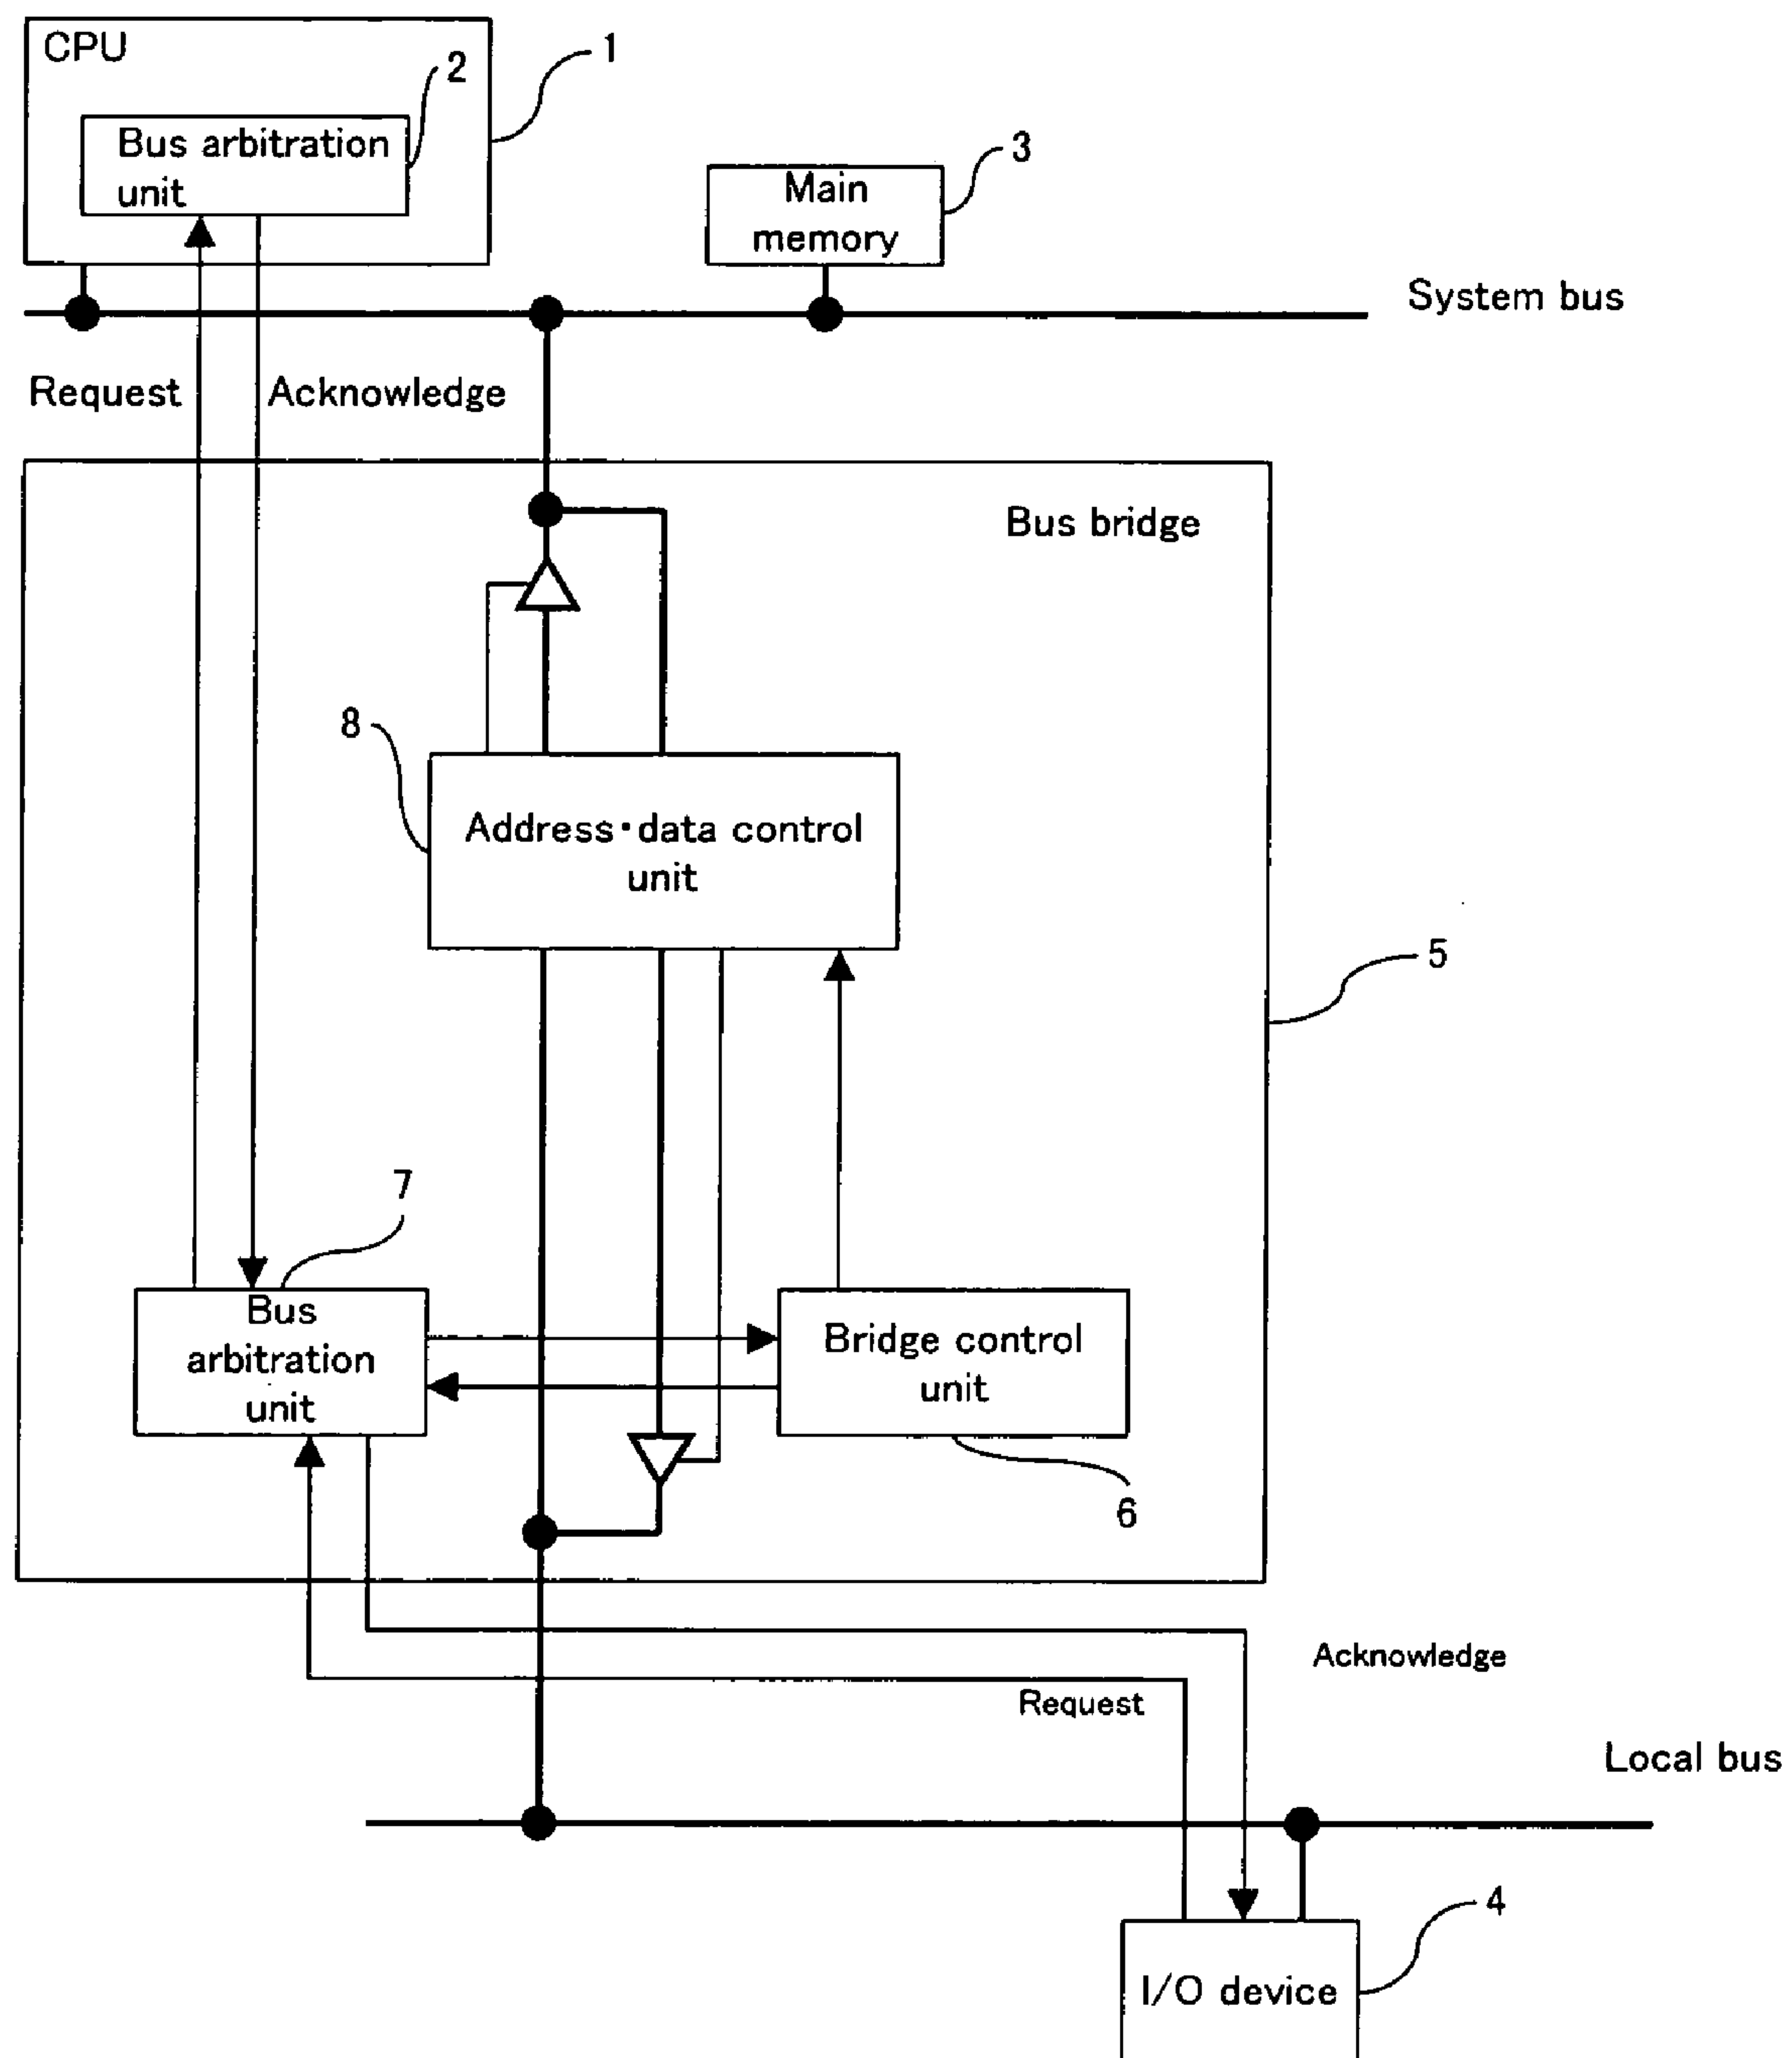 CPU
1
2
Bus arbitration
unit
3
Main
memory
System bus
Request
Acknowledge
Bus bridge
8
Address・data control
unit
5
7
Bus
arbitration
unit
Bridge control
unit
6
Acknowledge
Request
Local bus
4
I/O device